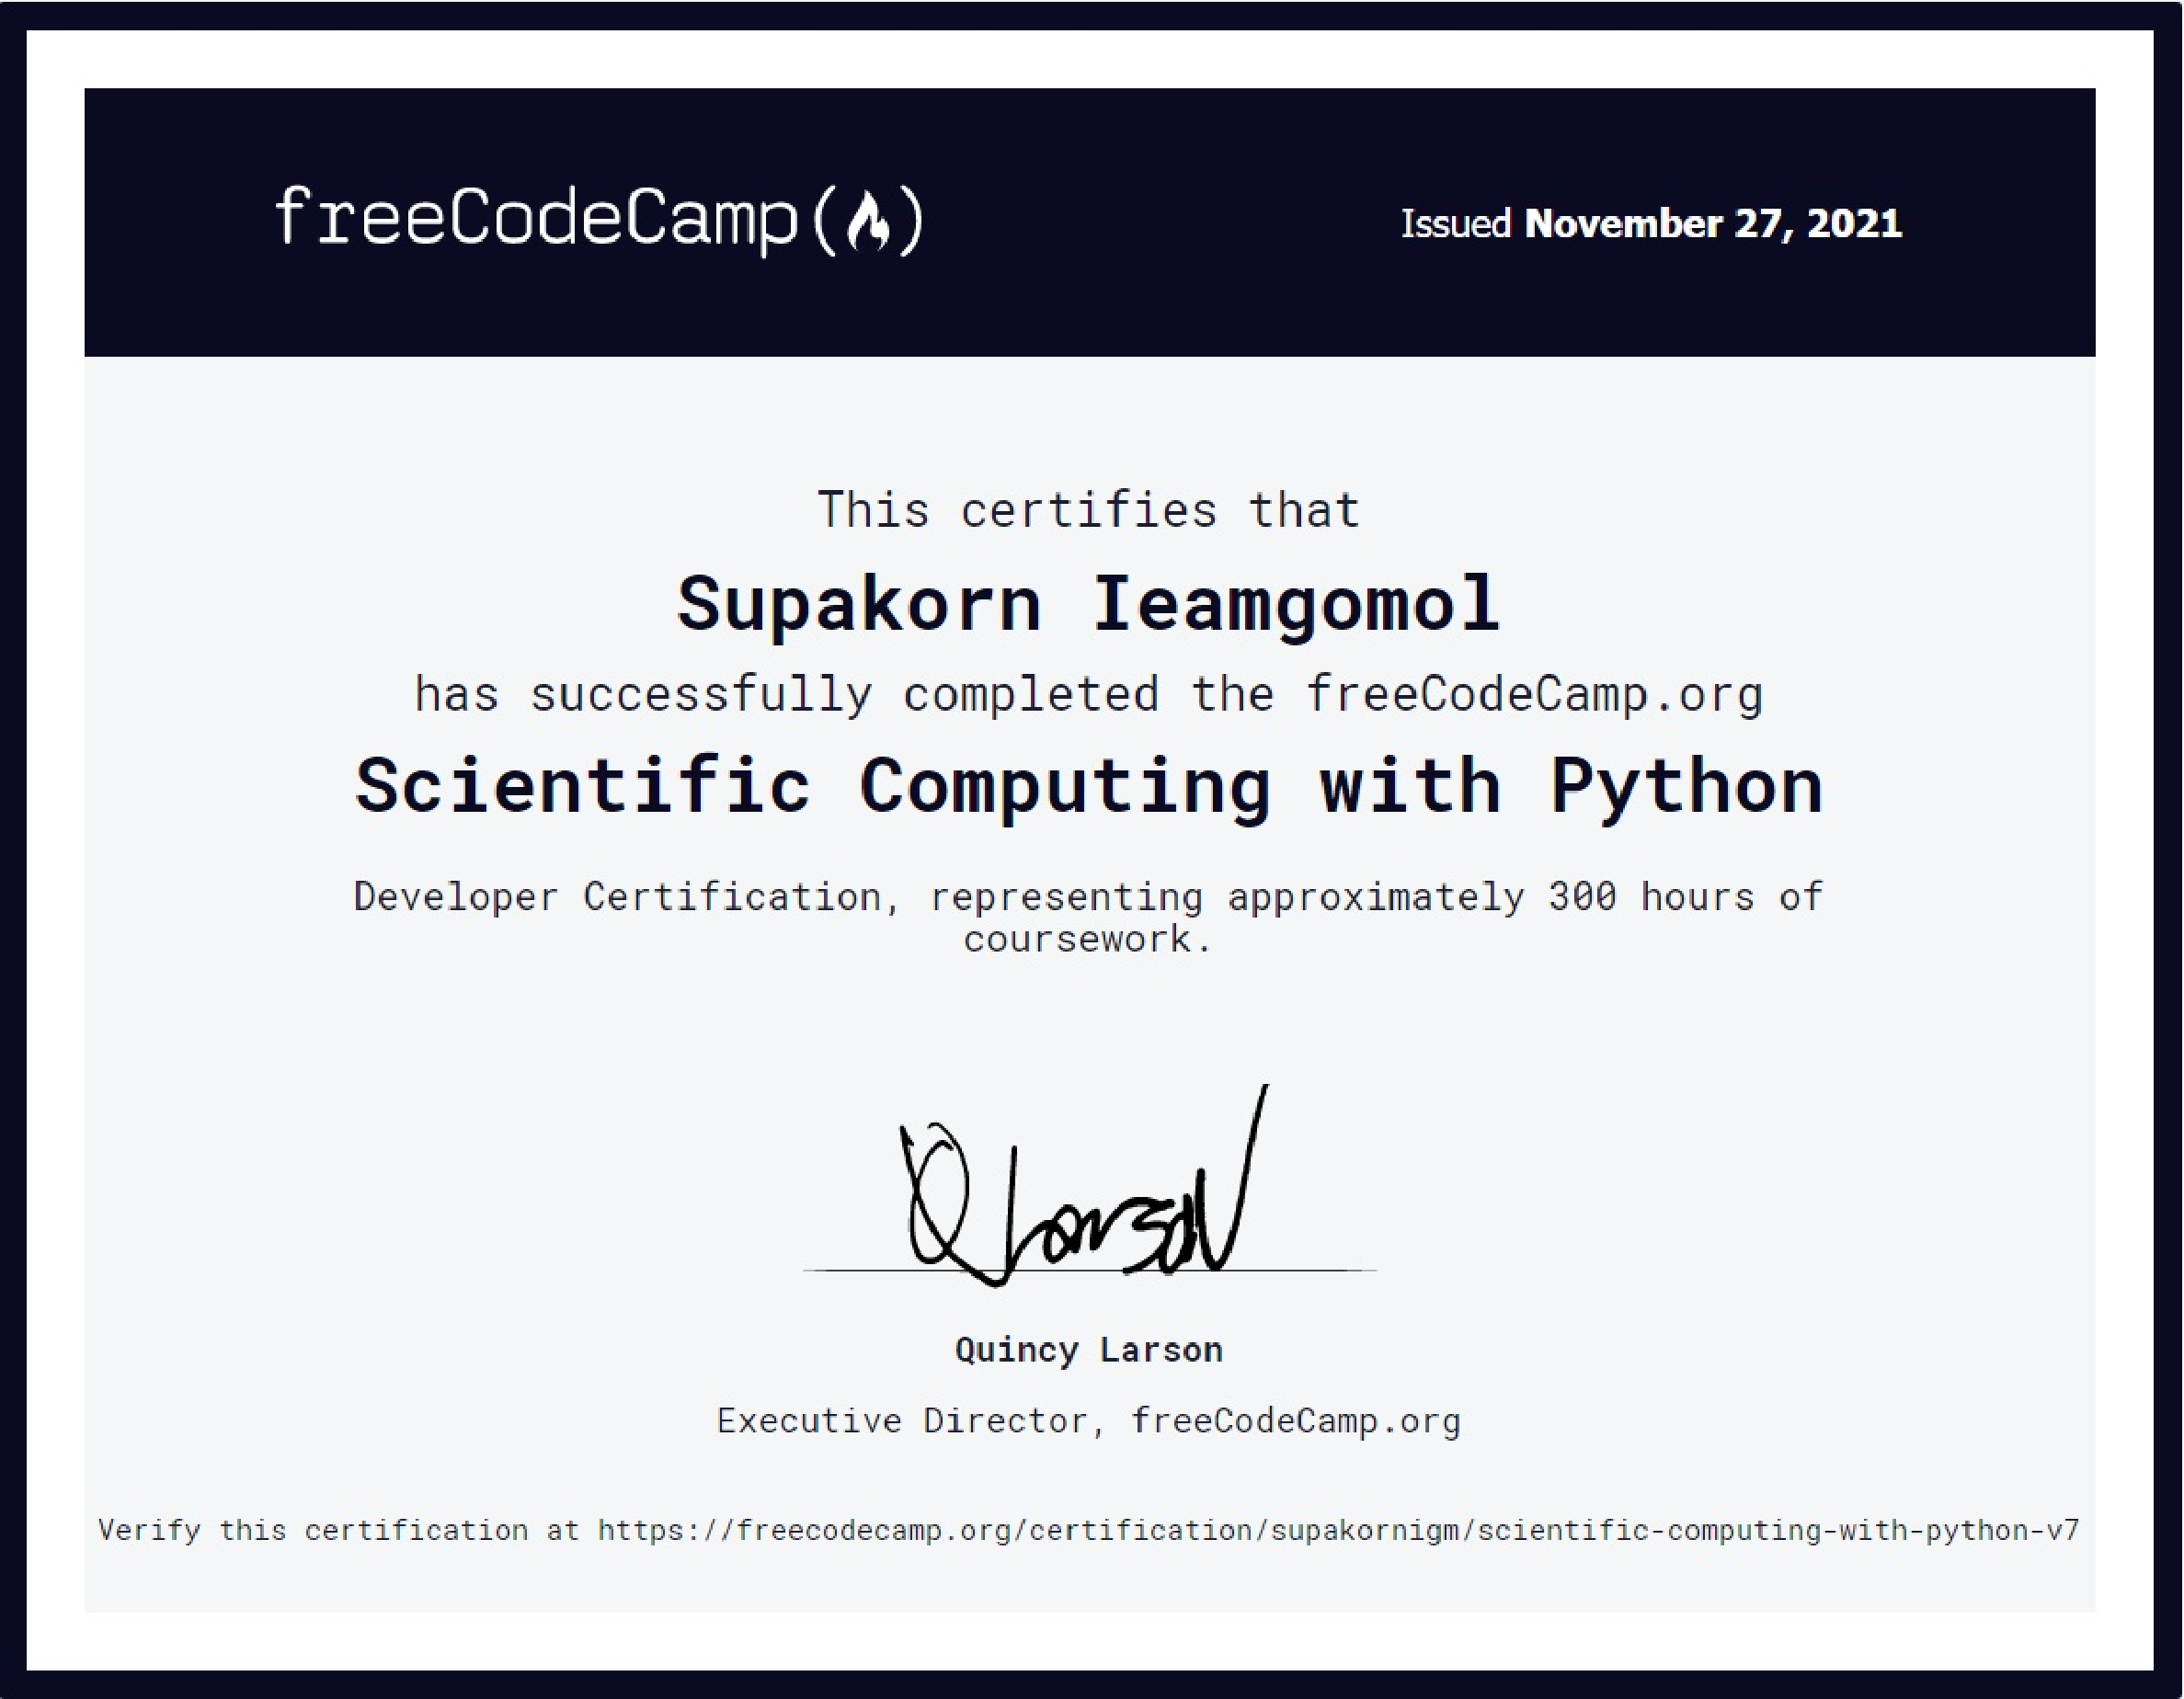 freeCodeCamp(🔥)
Issued November 27, 2021
This certifies that
Supakorn Ieamgomol
has successfully completed the freeCodeCamp.org
Scientific Computing with Python
Developer Certification, representing approximately 300 hours of
coursework.
Q Larson
Quincy Larson
Executive Director, freeCodeCamp.org
Verify this certification at https://freecodecamp.org/certification/supakornigm/scientific-computing-with-python-v7